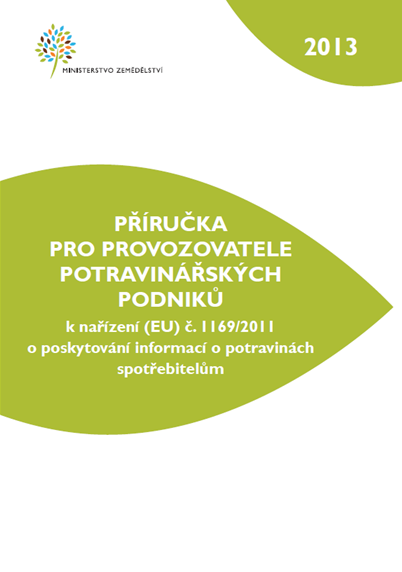 MINISTERSTVO ZEMĚDĚLSTVÍ
2013
PŘÍRUČKA
PRO PROVOZOVATELE
POTRAVINÁŘSKÝCH
PODNIKŮ
k nařízení (EU) č. 1169/2011
o poskytování informací o potravinách
spotřebitelům